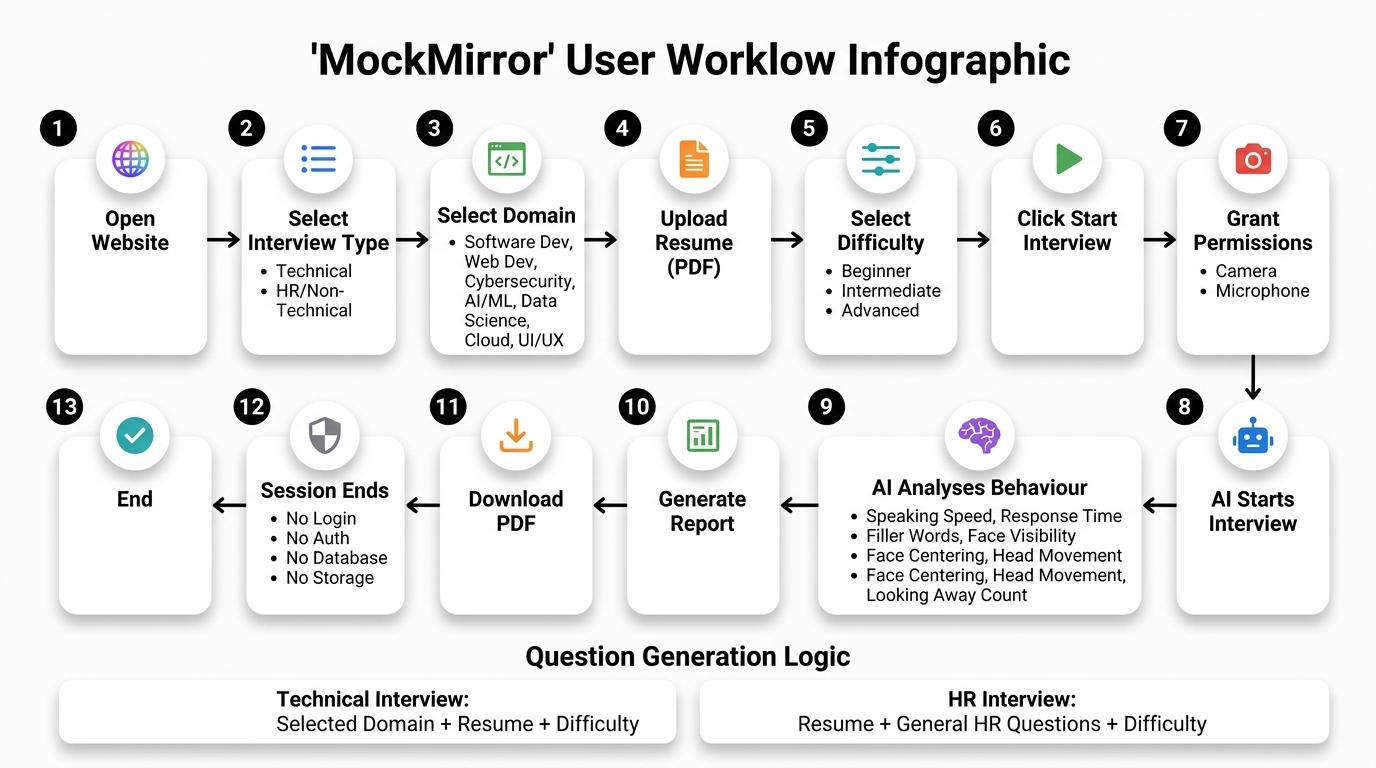 'MockMirror' User Worklow Infographic
1
Open
Website
2
Select
Interview Type
• Technical
• HR/Non-
Technical
3
Select Domain
• Software Dev,
Web Dev,
Cybersecurity,
AI/ML, Data
Science,
Cloud, UI/UX
4
Upload
Resume
(PDF)
5
Select
Difficulty
• Beginner
• Intermediate
• Advanced
6
Click Start
Interview
7
Grant
Permissions
• Camera
• Microphone
8
AI Starts
Interview
9
AI Analyses Behaviour
• Speaking Speed, Response Time
• Filler Words, Face Visibility
• Face Centering, Head Movement
• Face Centering, Head Movement,
Looking Away Count
10
Generate
Report
11
Download
PDF
12
Session Ends
• No Login
• No Auth
• No Database
• No Storage
13
End
Question Generation Logic
Technical Interview:
Selected Domain + Resume + Difficulty
HR Interview:
Resume + General HR Questions + Difficulty